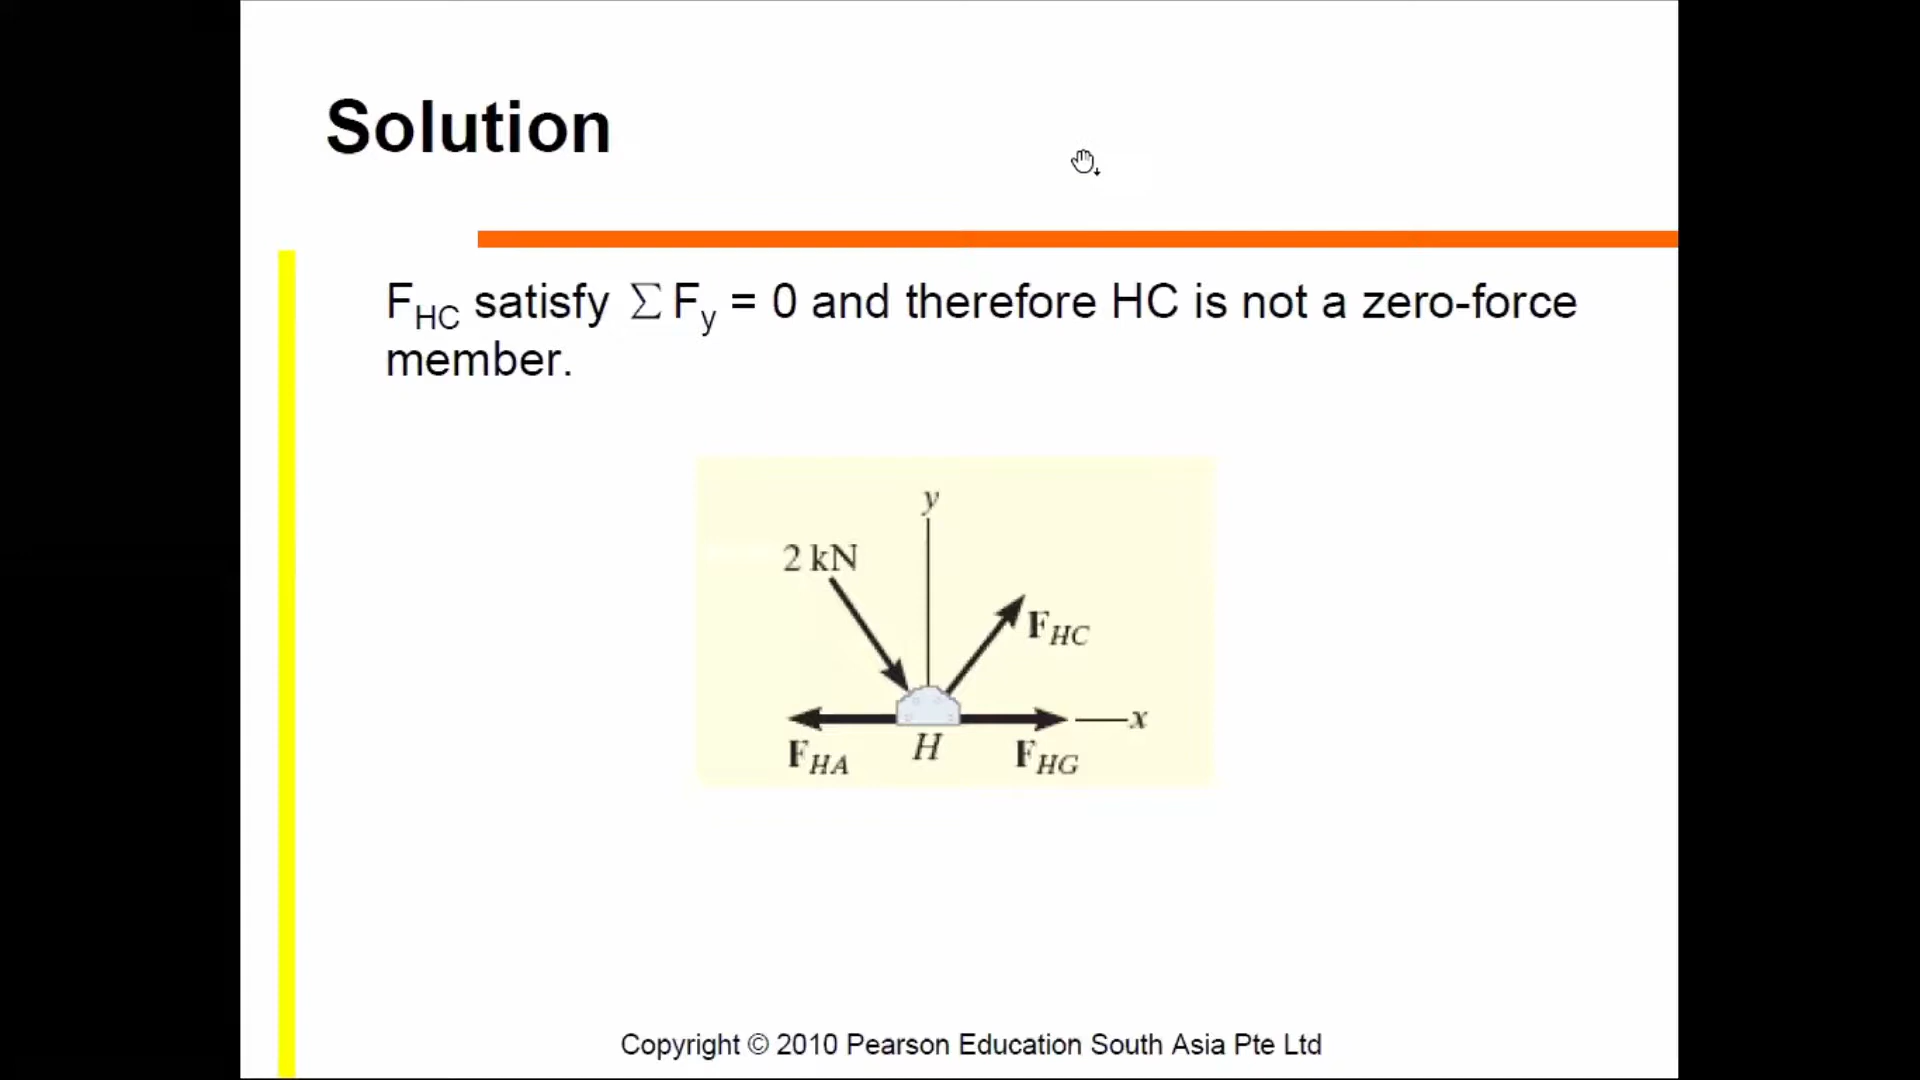 Solution
F_HC satisfy ∑F_y = 0 and therefore HC is not a zero-force
member.
y
2 kN
F_HC
x
F_HA
H
F_HG
Copyright © 2010 Pearson Education South Asia Pte Ltd